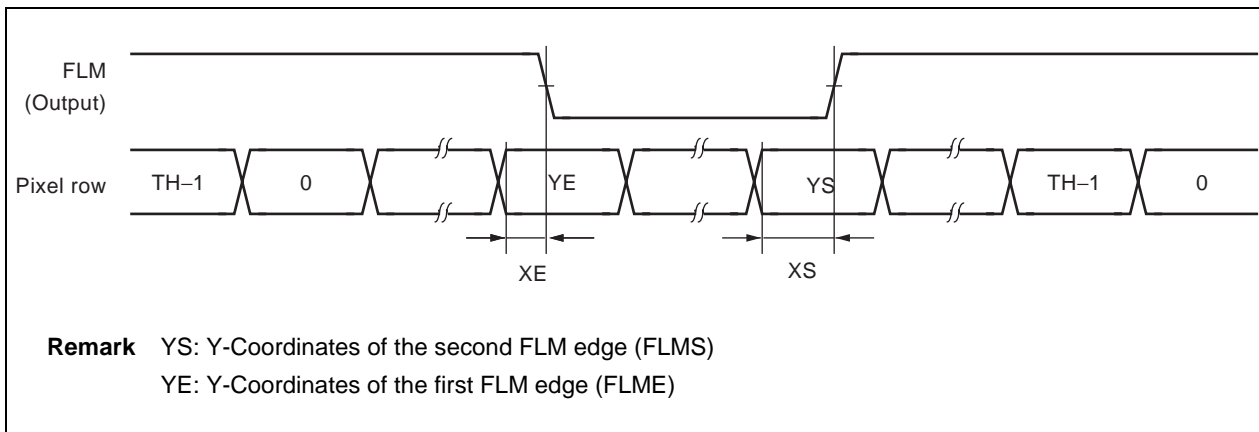 FLM
(Output)
Pixel row
TH–1
0
YE
YS
TH–1
0
XE
XS
Remark YS: Y-Coordinates of the second FLM edge (FLMS)
YE: Y-Coordinates of the first FLM edge (FLME)